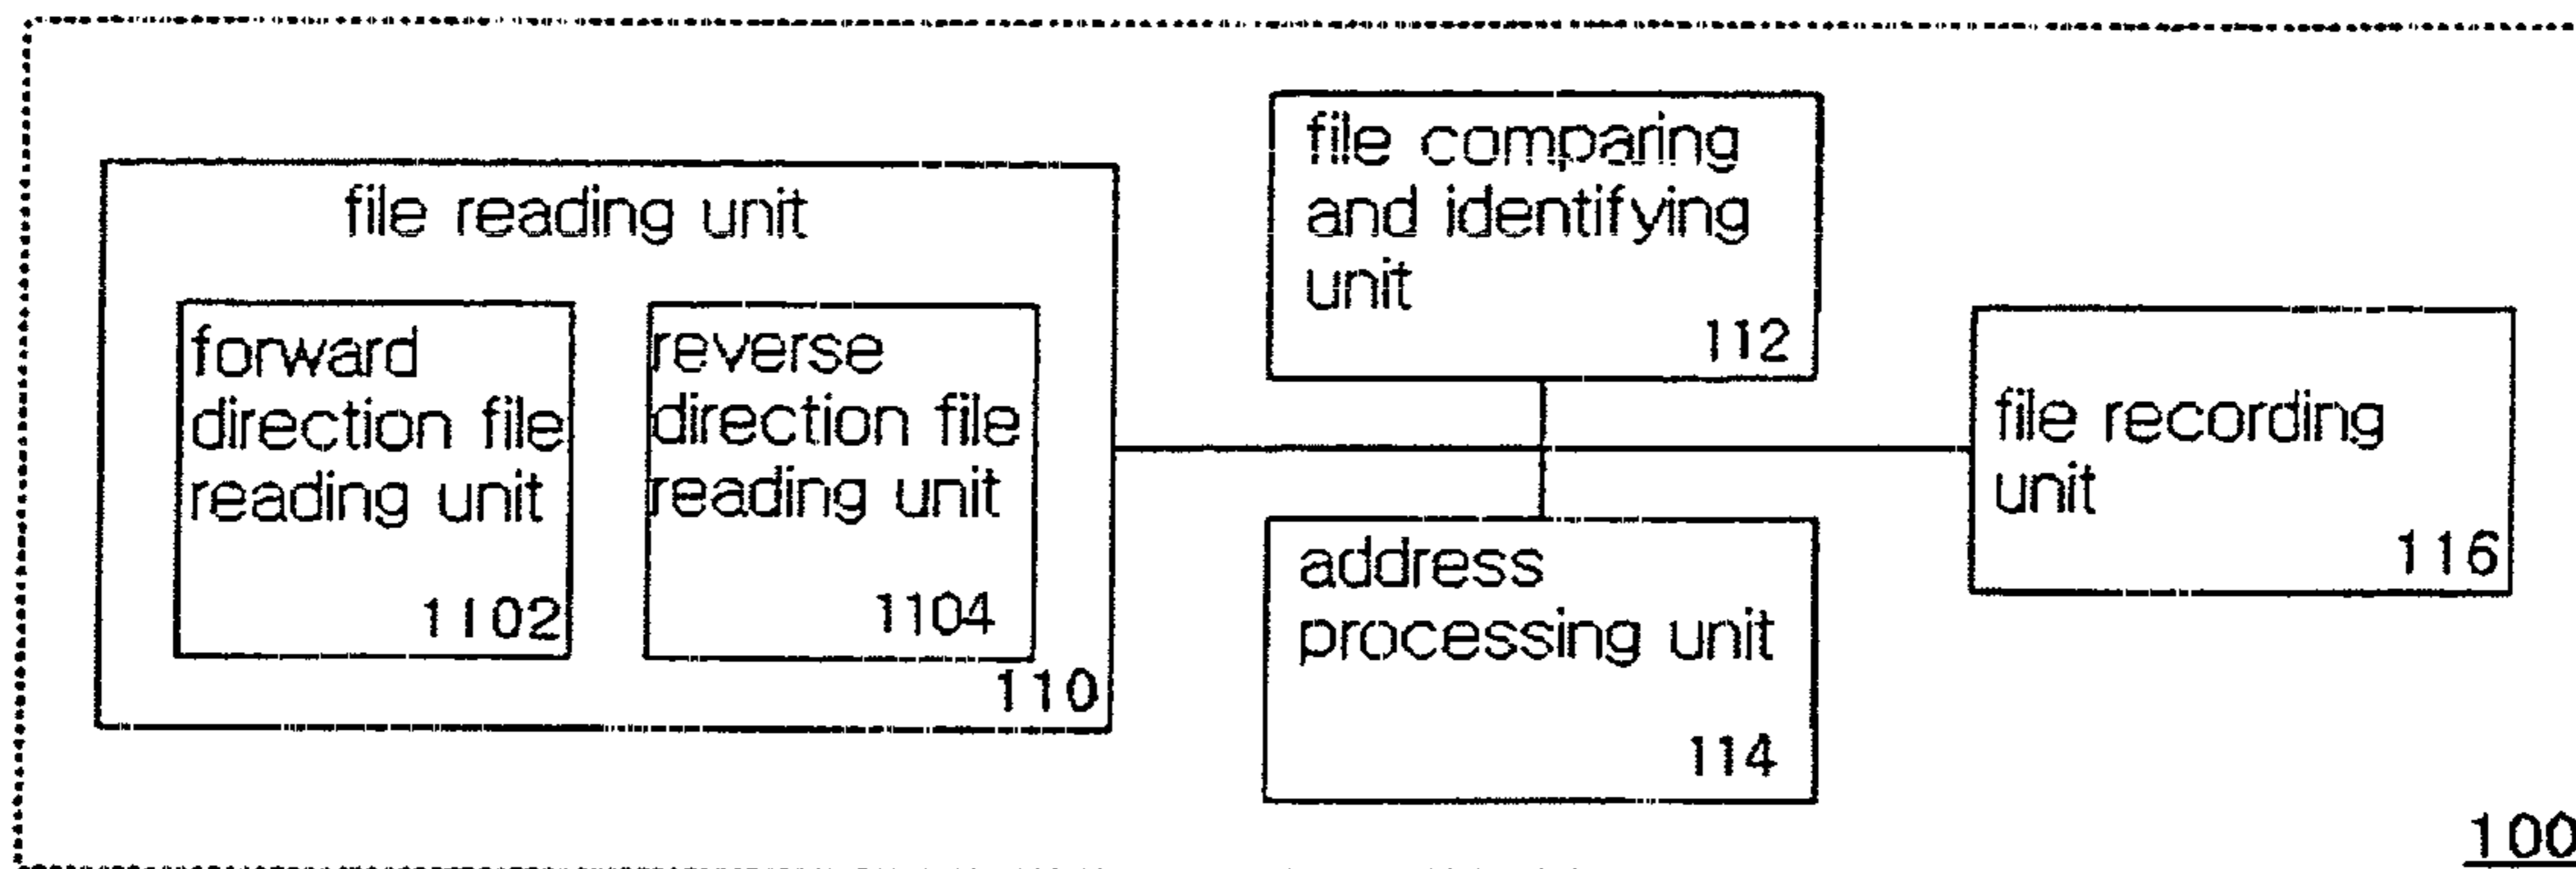 file reading unit
forward
direction file
reading unit
1102
reverse
direction file
reading unit
1104
110
file comparing
and identifying
unit
112
address
processing unit
114
file recording
unit
116
100